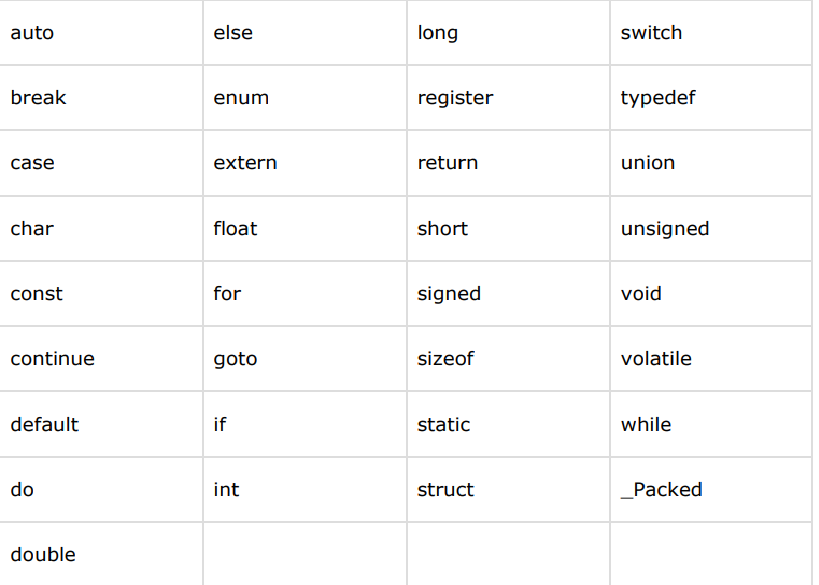 auto else long switch
break enum register typedef
case extern return union
char float short unsigned
const for signed void
continue goto sizeof volatile
default if static while
do int struct _Packed
double